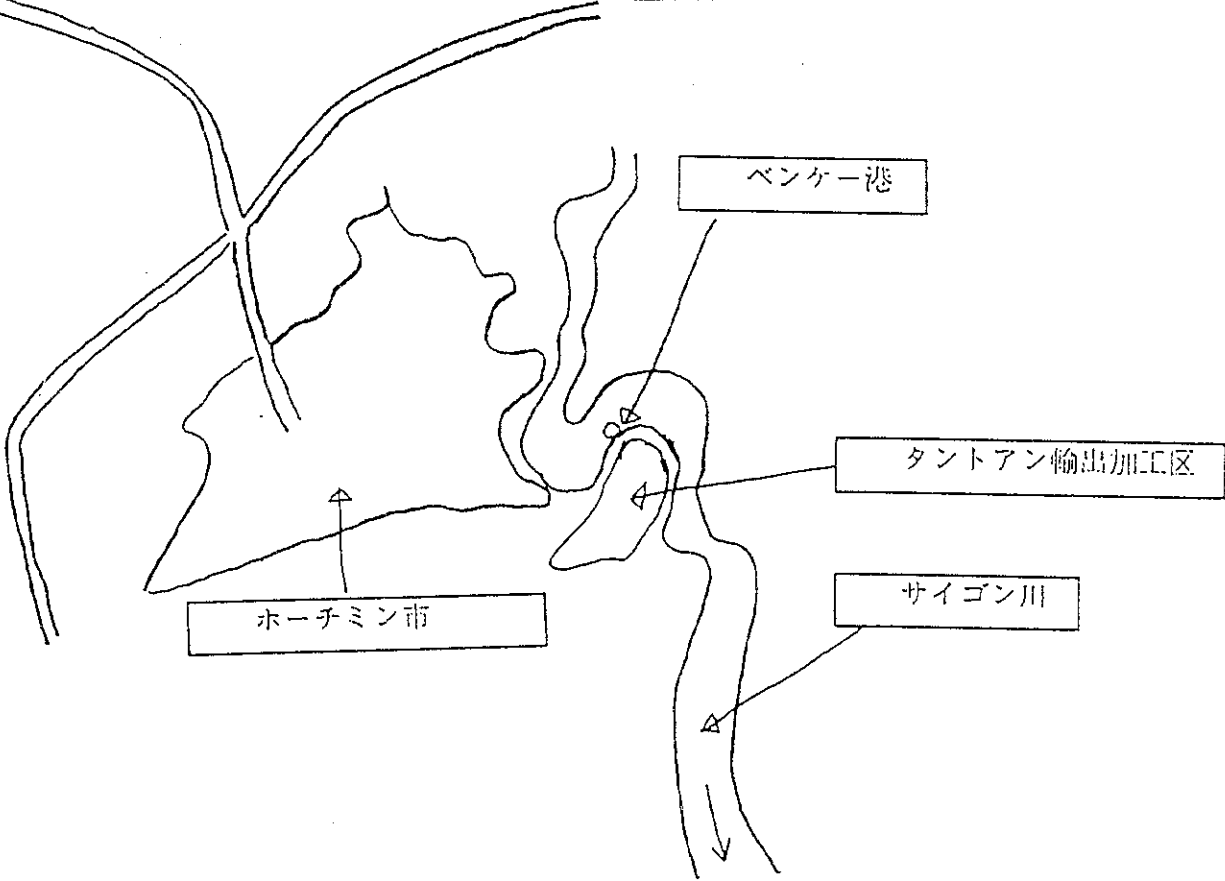 ベンケー港
タントアン輸出加工区
サイゴン川
ホーチミン市